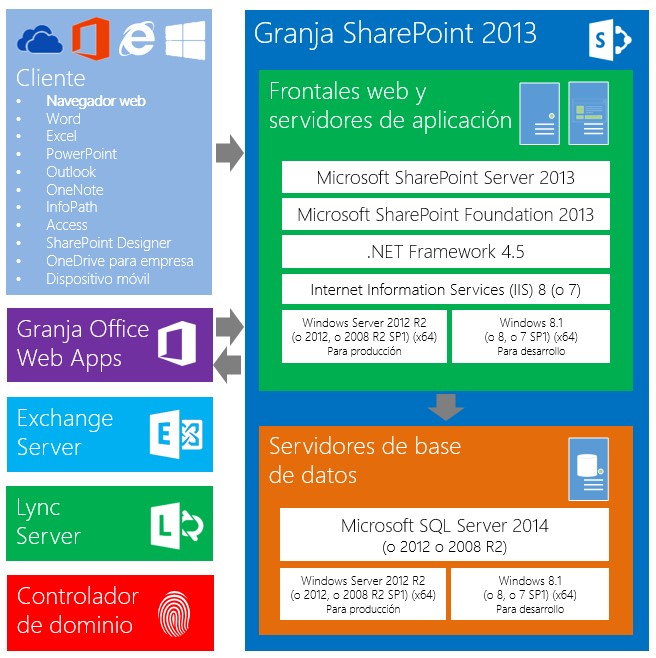 Cliente
• Navegador web
• Word
• Excel
• PowerPoint
• Outlook
• OneNote
• InfoPath
• Access
• SharePoint Designer
• OneDrive para empresa
• Dispositivo móvil
Granja Office
Web Apps
Exchange
Server
Lync
Server
Controlador
de dominio
Granja SharePoint 2013
Frontales web y
servidores de aplicación
Microsoft SharePoint Server 2013
Microsoft SharePoint Foundation 2013
.NET Framework 4.5
Internet Information Services (IIS) 8 (o 7)
Windows Server 2012 R2
(o 2012, o 2008 R2 SP1) (x64)
Para producción
Windows 8.1
(o 8, o 7 SP1) (x64)
Para desarrollo
Servidores de base
de datos
Microsoft SQL Server 2014
(o 2012 o 2008 R2)
Windows Server 2012 R2
(o 2012, o 2008 R2 SP1) (x64)
Para producción
Windows 8.1
(o 8, o 7 SP1) (x64)
Para desarrollo